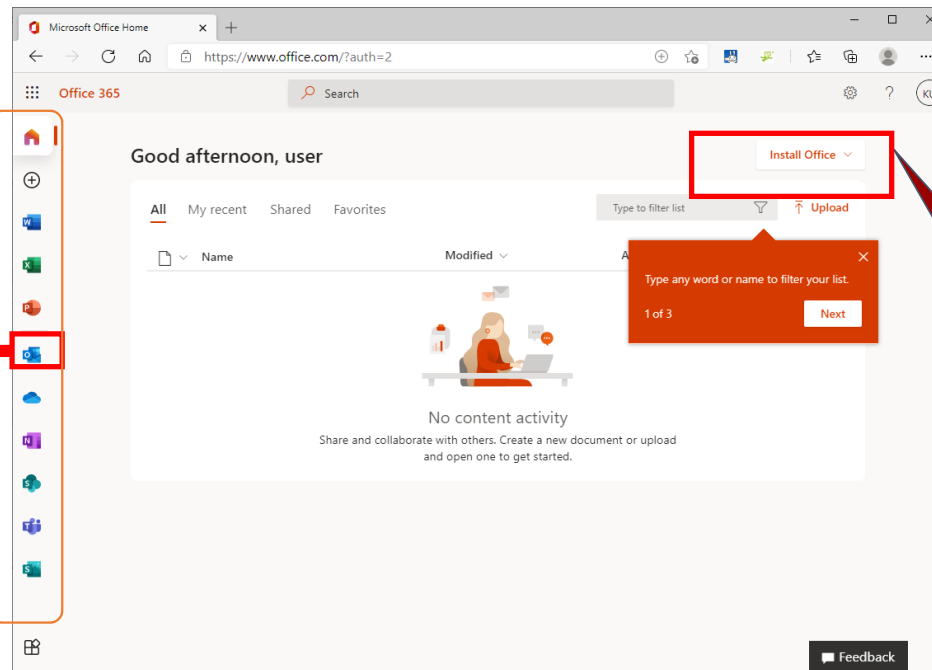 Microsoft Office Home
https://www.office.com/?auth=2
Office 365
Search
?
Good afternoon, user
Install Office
All My recent Shared Favorites
Type to filter list
Upload
Name Modified A
Type any word or name to filter your list.
1 of 3
Next
No content activity
Share and collaborate with others. Create a new document or upload
and open one to get started.
W
X
P
O
N
S
T
S
Feedback